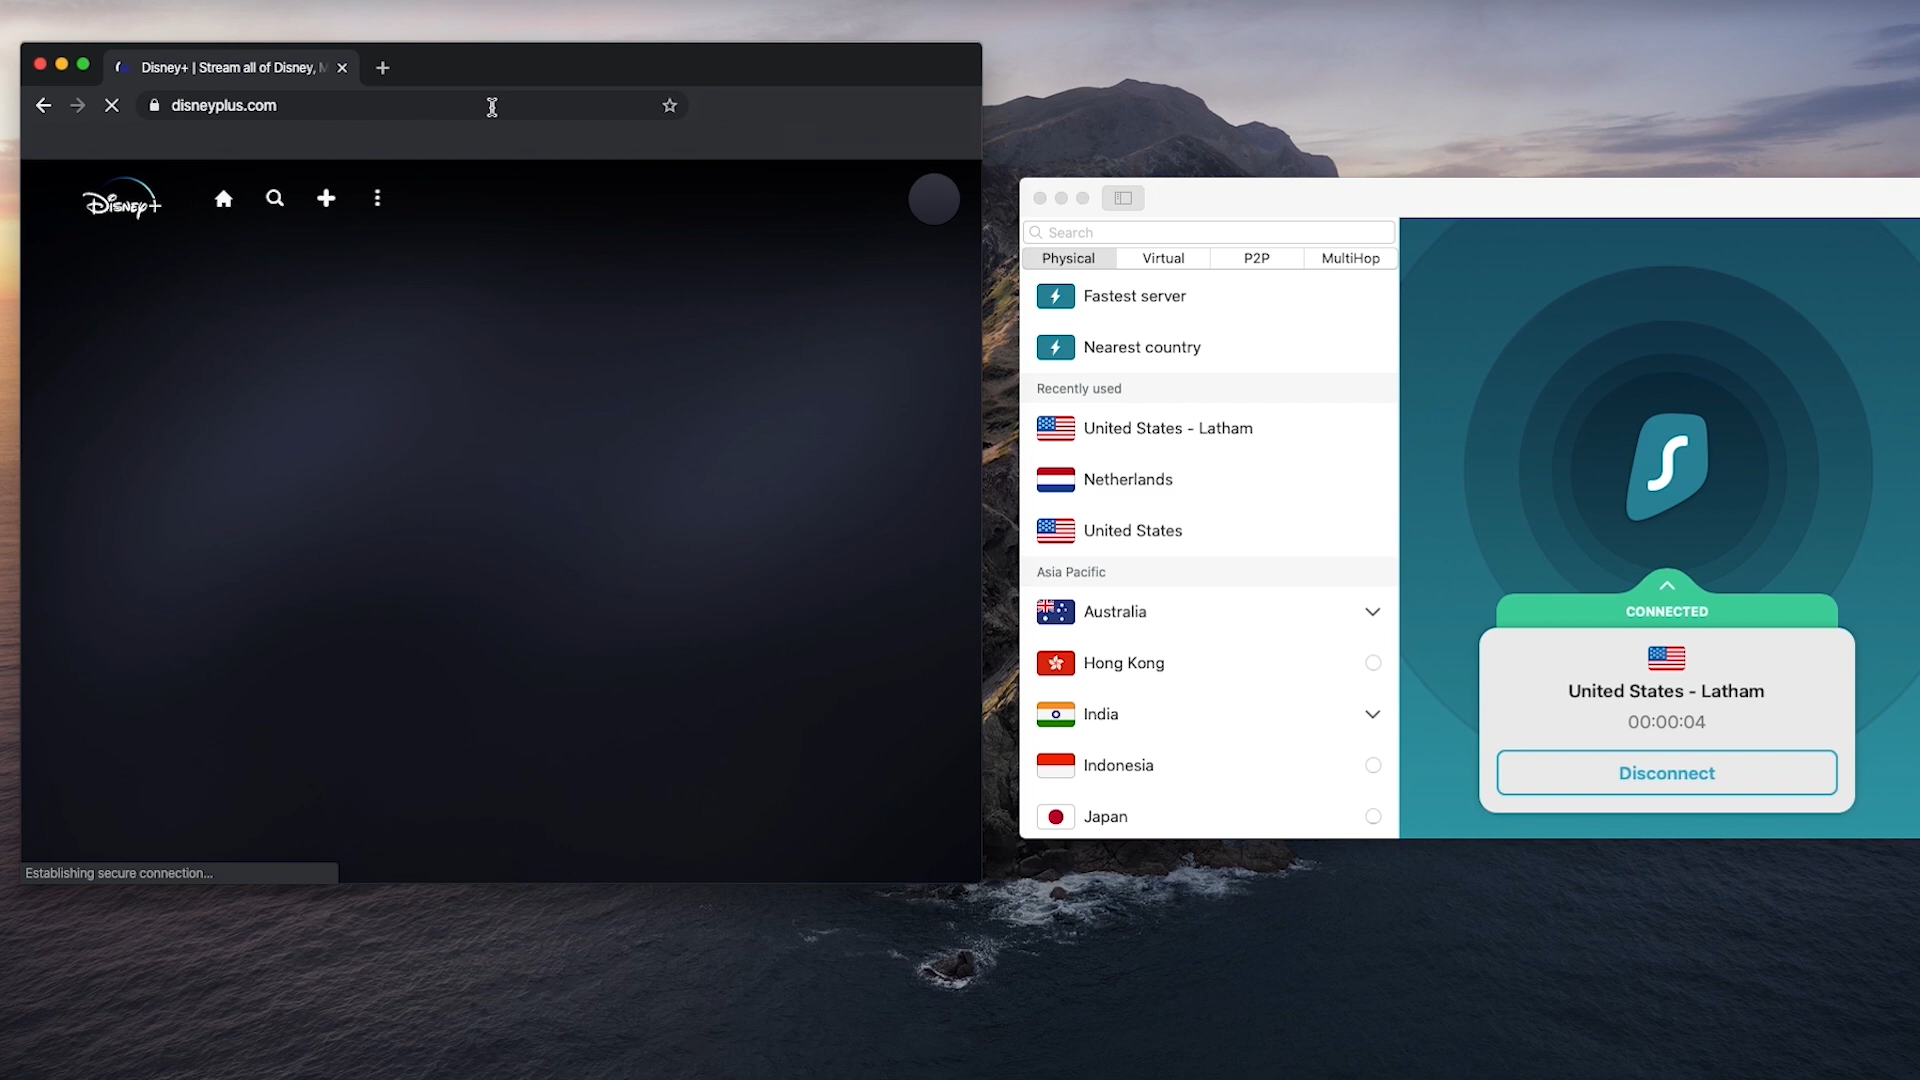 Disney+ | Stream all of Disney, M
disneyplus.com
Disney+
Establishing secure connection...
Search
Physical
Virtual
P2P
MultiHop
Fastest server
Nearest country
Recently used
United States - Latham
Netherlands
United States
Asia Pacific
Australia
Hong Kong
India
Indonesia
Japan
CONNECTED
United States - Latham
00:00:04
Disconnect